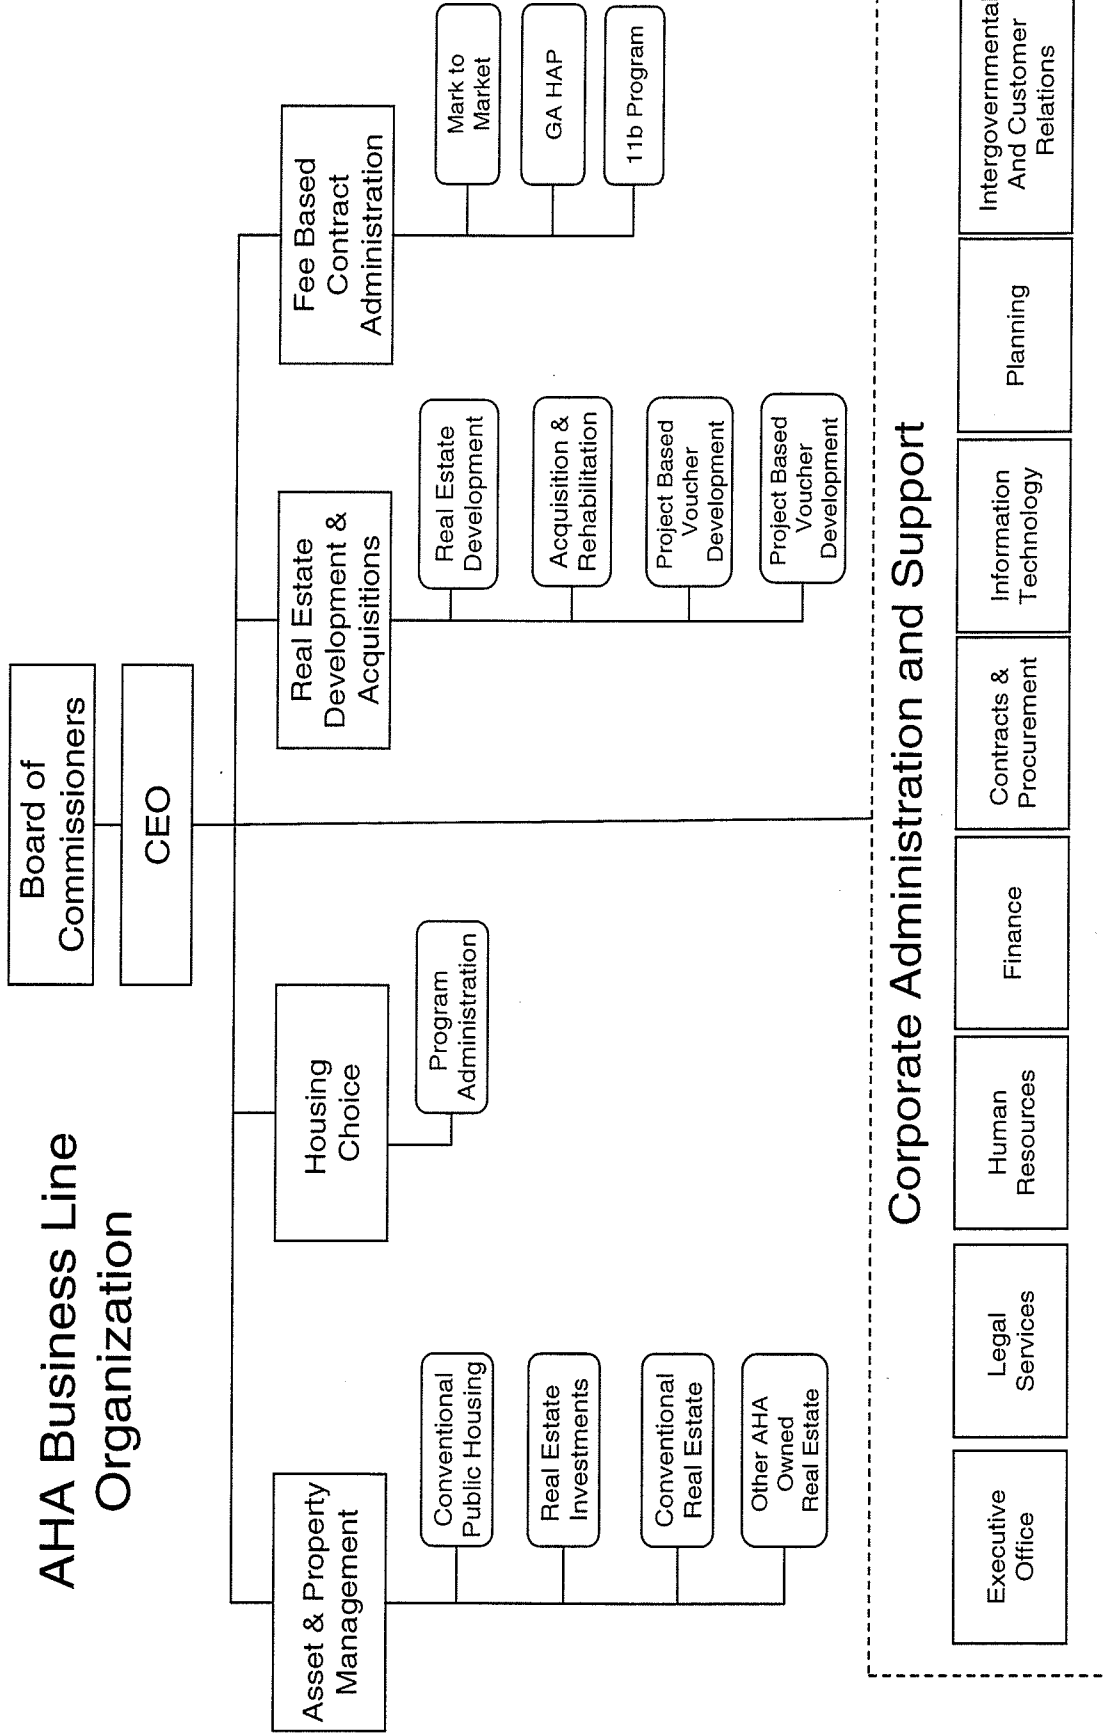 AHA Business Line
Organization
Board of
Commissioners
CEO
Asset & Property
Management
Conventional
Public Housing
Real Estate
Investments
Conventional
Real Estate
Other AHA
Owned
Real Estate
Housing
Choice
Program
Administration
Real Estate
Development &
Acquisitions
Real Estate
Development
Acquisition &
Rehabilitation
Project Based
Voucher
Development
Project Based
Voucher
Development
Fee Based
Contract
Administration
Mark to
Market
GA HAP
11b Program
Corporate Administration and Support
Executive
Office
Legal
Services
Human
Resources
Finance
Contracts &
Procurement
Information
Technology
Planning
Intergovernmental
And Customer
Relations